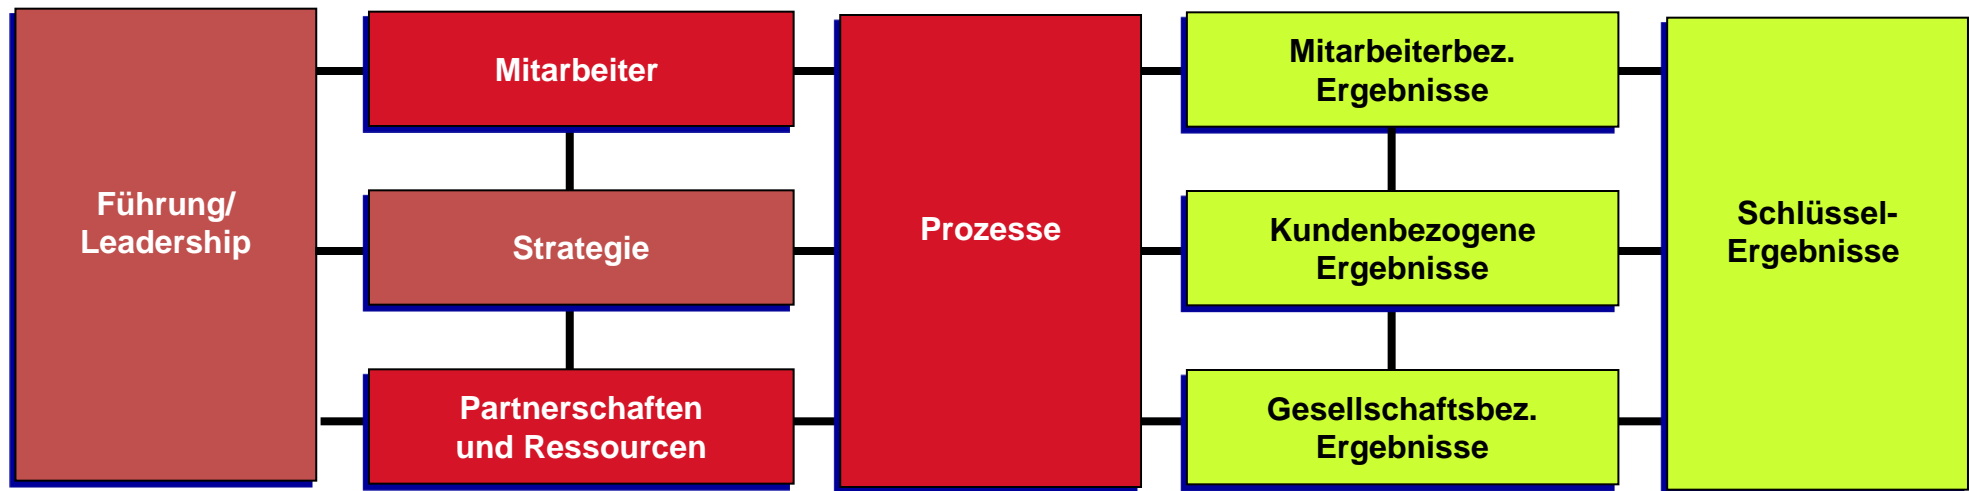 Führung/
Leadership
Mitarbeiter
Strategie
Partnerschaften
und Ressourcen
Prozesse
Mitarbeiterbez.
Ergebnisse
Kundenbezogene
Ergebnisse
Gesellschaftsbez.
Ergebnisse
Schlüssel-
Ergebnisse